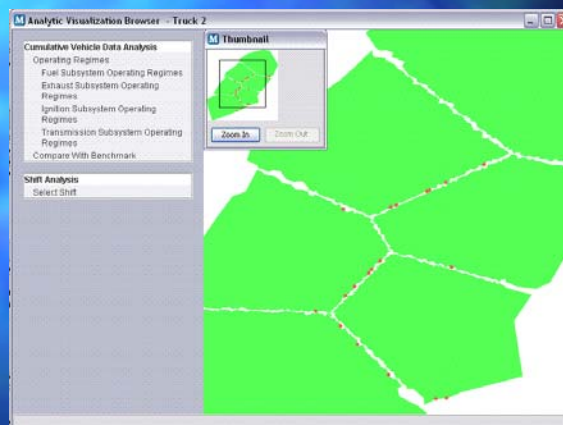 Analytic Visualization Browser - Truck 2
Cumulative Vehicle Data Analysis
Operating Regimes
Fuel Subsystem Operating Regimes
Exhaust Subsystem Operating
Regimes
Ignition Subsystem Operating
Regimes
Transmission Subsystem Operating
Regimes
Compare With Benchmark
Shift Analysis
Select Shift
M Thumbnail
Zoom In
Zoom Out